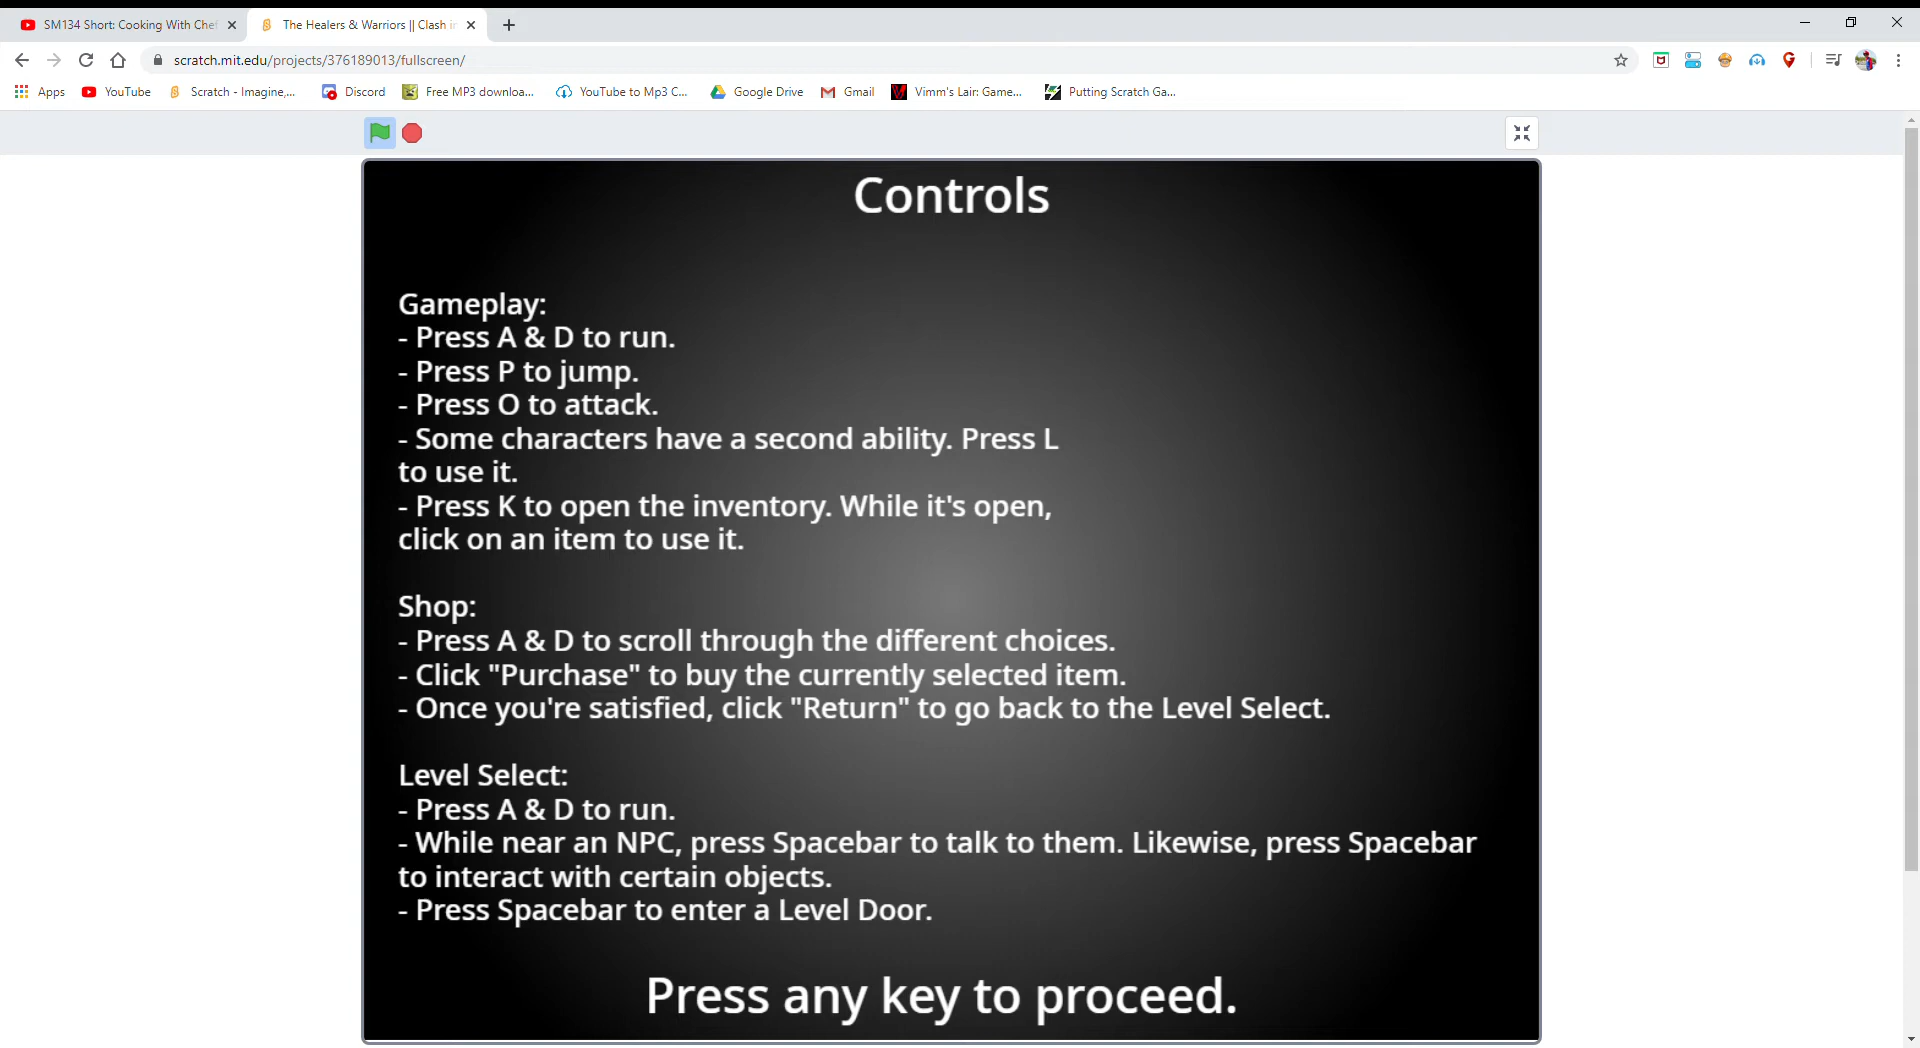 SM134 Short: Cooking With Chef
The Healers & Warriors || Clash in
scratch.mit.edu/projects/376189013/fullscreen/
Apps YouTube Scratch - Imagine,... Discord Free MP3 downloa... YouTube to Mp3 C... Google Drive Gmail Vimm's Lair: Game... Putting Scratch Ga...
Controls
Gameplay:
- Press A & D to run.
- Press P to jump.
- Press O to attack.
- Some characters have a second ability. Press L
to use it.
- Press K to open the inventory. While it's open,
click on an item to use it.
Shop:
- Press A & D to scroll through the different choices.
- Click "Purchase" to buy the currently selected item.
- Once you're satisfied, click "Return" to go back to the Level Select.
Level Select:
- Press A & D to run.
- While near an NPC, press Spacebar to talk to them. Likewise, press Spacebar
to interact with certain objects.
- Press Spacebar to enter a Level Door.
Press any key to proceed.